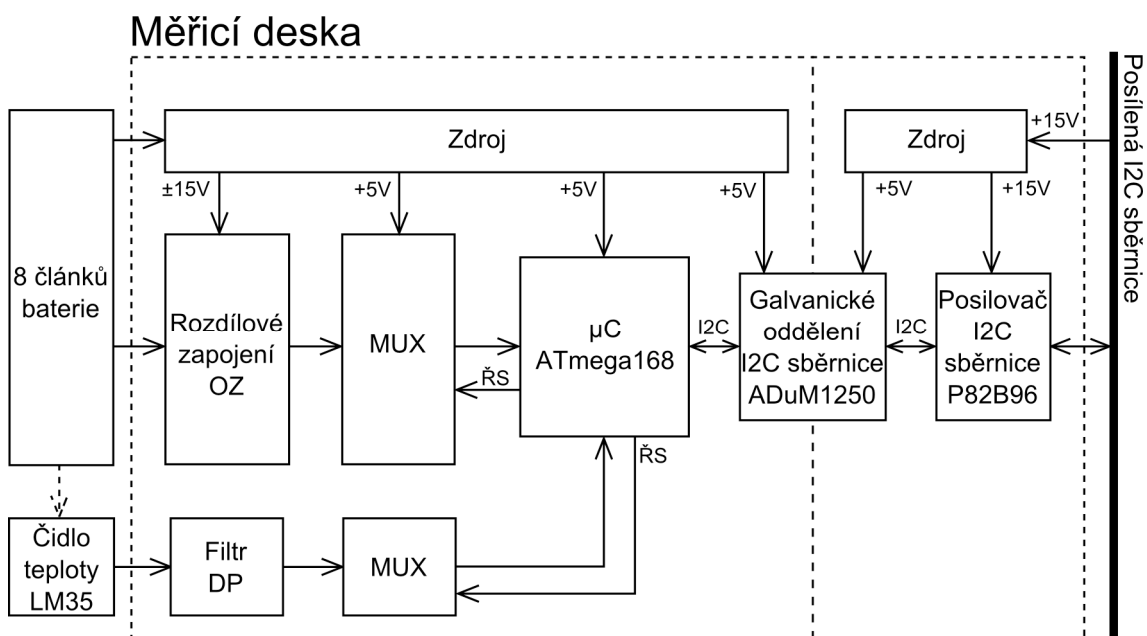 Měřicí deska
Zdroj
Zdroj
+15V
±15V
+5V
+5V
+5V
+5V
+15V
Posílená I2C sběrnice
8 článků
baterie
Rozdílové
zapojení
OZ
MUX
ŘS
µC
ATmega168
I2C
Galvanické
oddělení
I2C sběrnice
ADuM1250
I2C
Posilovač
I2C
sběrnice
P82B96
ŘS
Čidlo
teploty
LM35
Filtr
DP
MUX